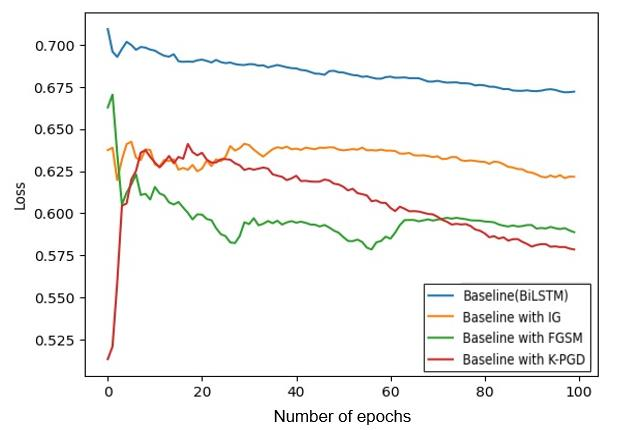 0.700
0.675
0.650
0.625
0.600
0.575
0.550
0.525
Loss
0 20 40 60 80 100
Number of epochs
Baseline(BiLSTM)
Baseline with IG
Baseline with FGSM
Baseline with K-PGD